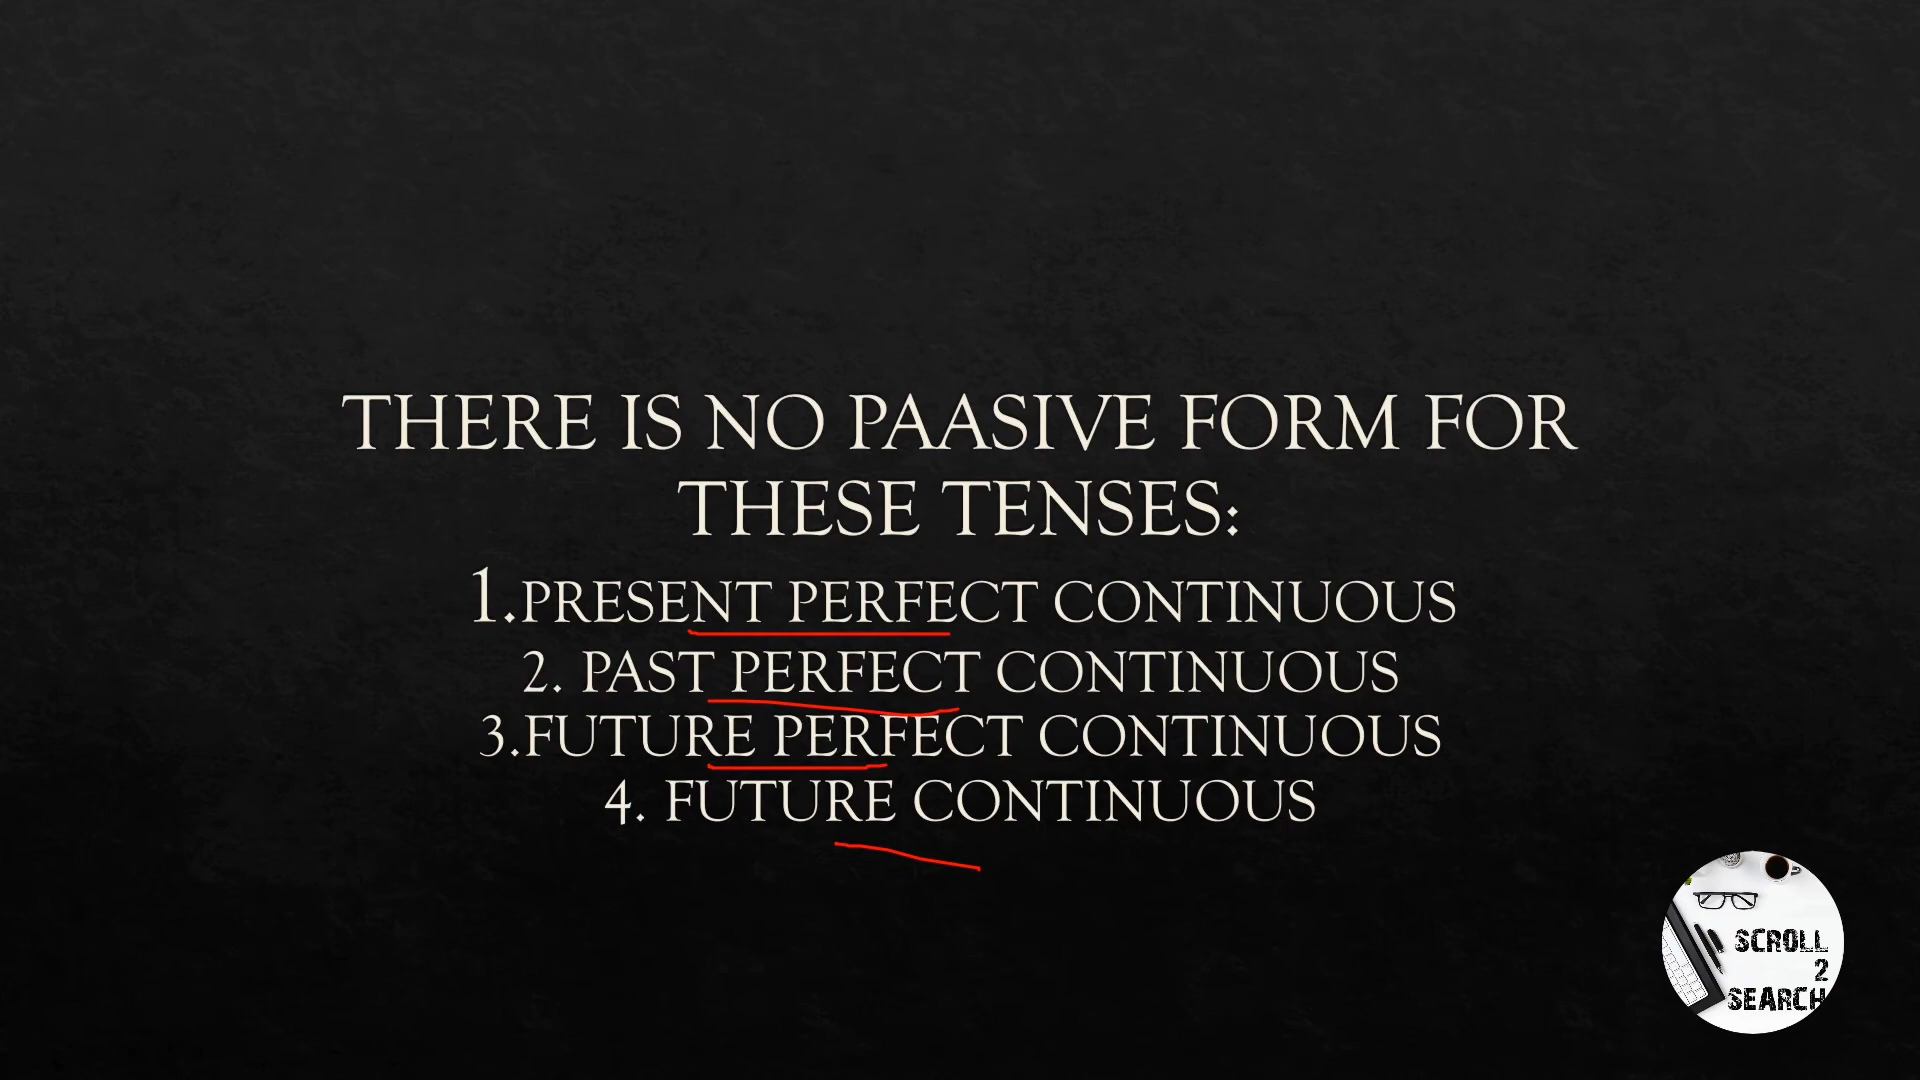 THERE IS NO PAASIVE FORM FOR
THESE TENSES:
1.PRESENT PERFECT CONTINUOUS
2. PAST PERFECT CONTINUOUS
3.FUTURE PERFECT CONTINUOUS
4. FUTURE CONTINUOUS
SCROLL
2
SEARCH